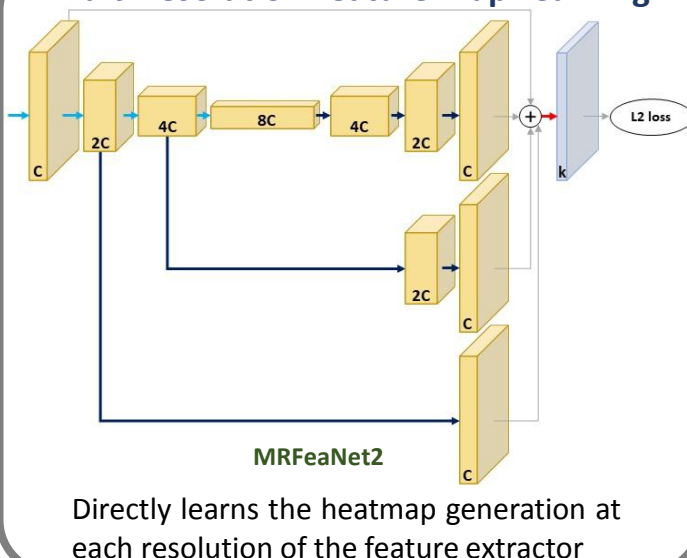 C
2C
4C
8C
4C
2C
C
+
k
L2 loss
2C
C
C
MRFeaNet2
Directly learns the heatmap generation at
each resolution of the feature extractor